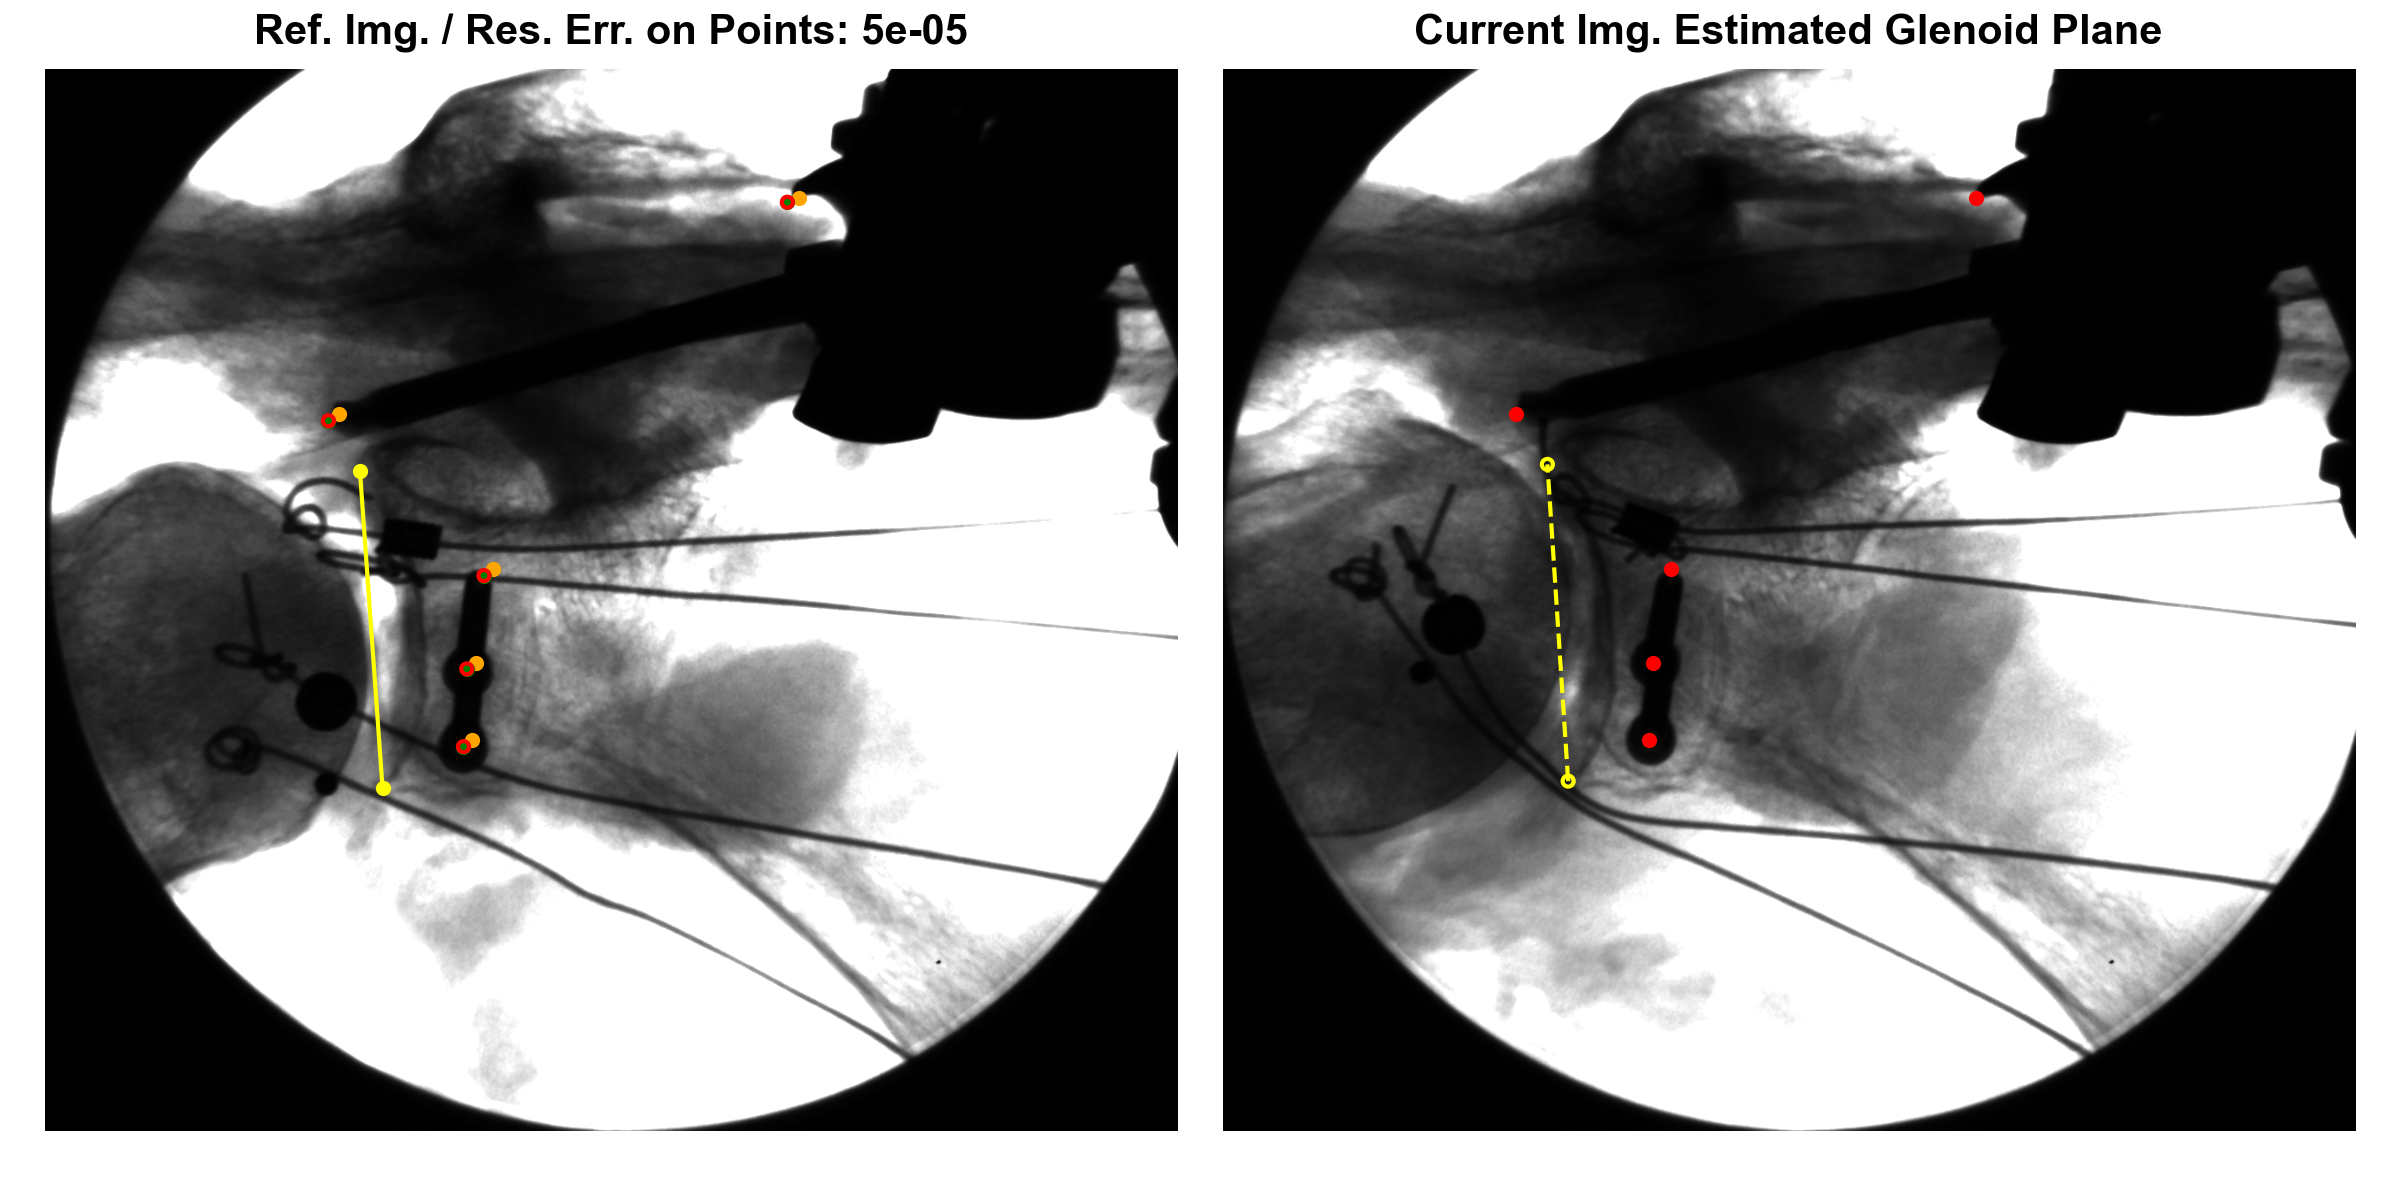 Ref. Img. / Res. Err. on Points: 5e-05
Current Img. Estimated Glenoid Plane